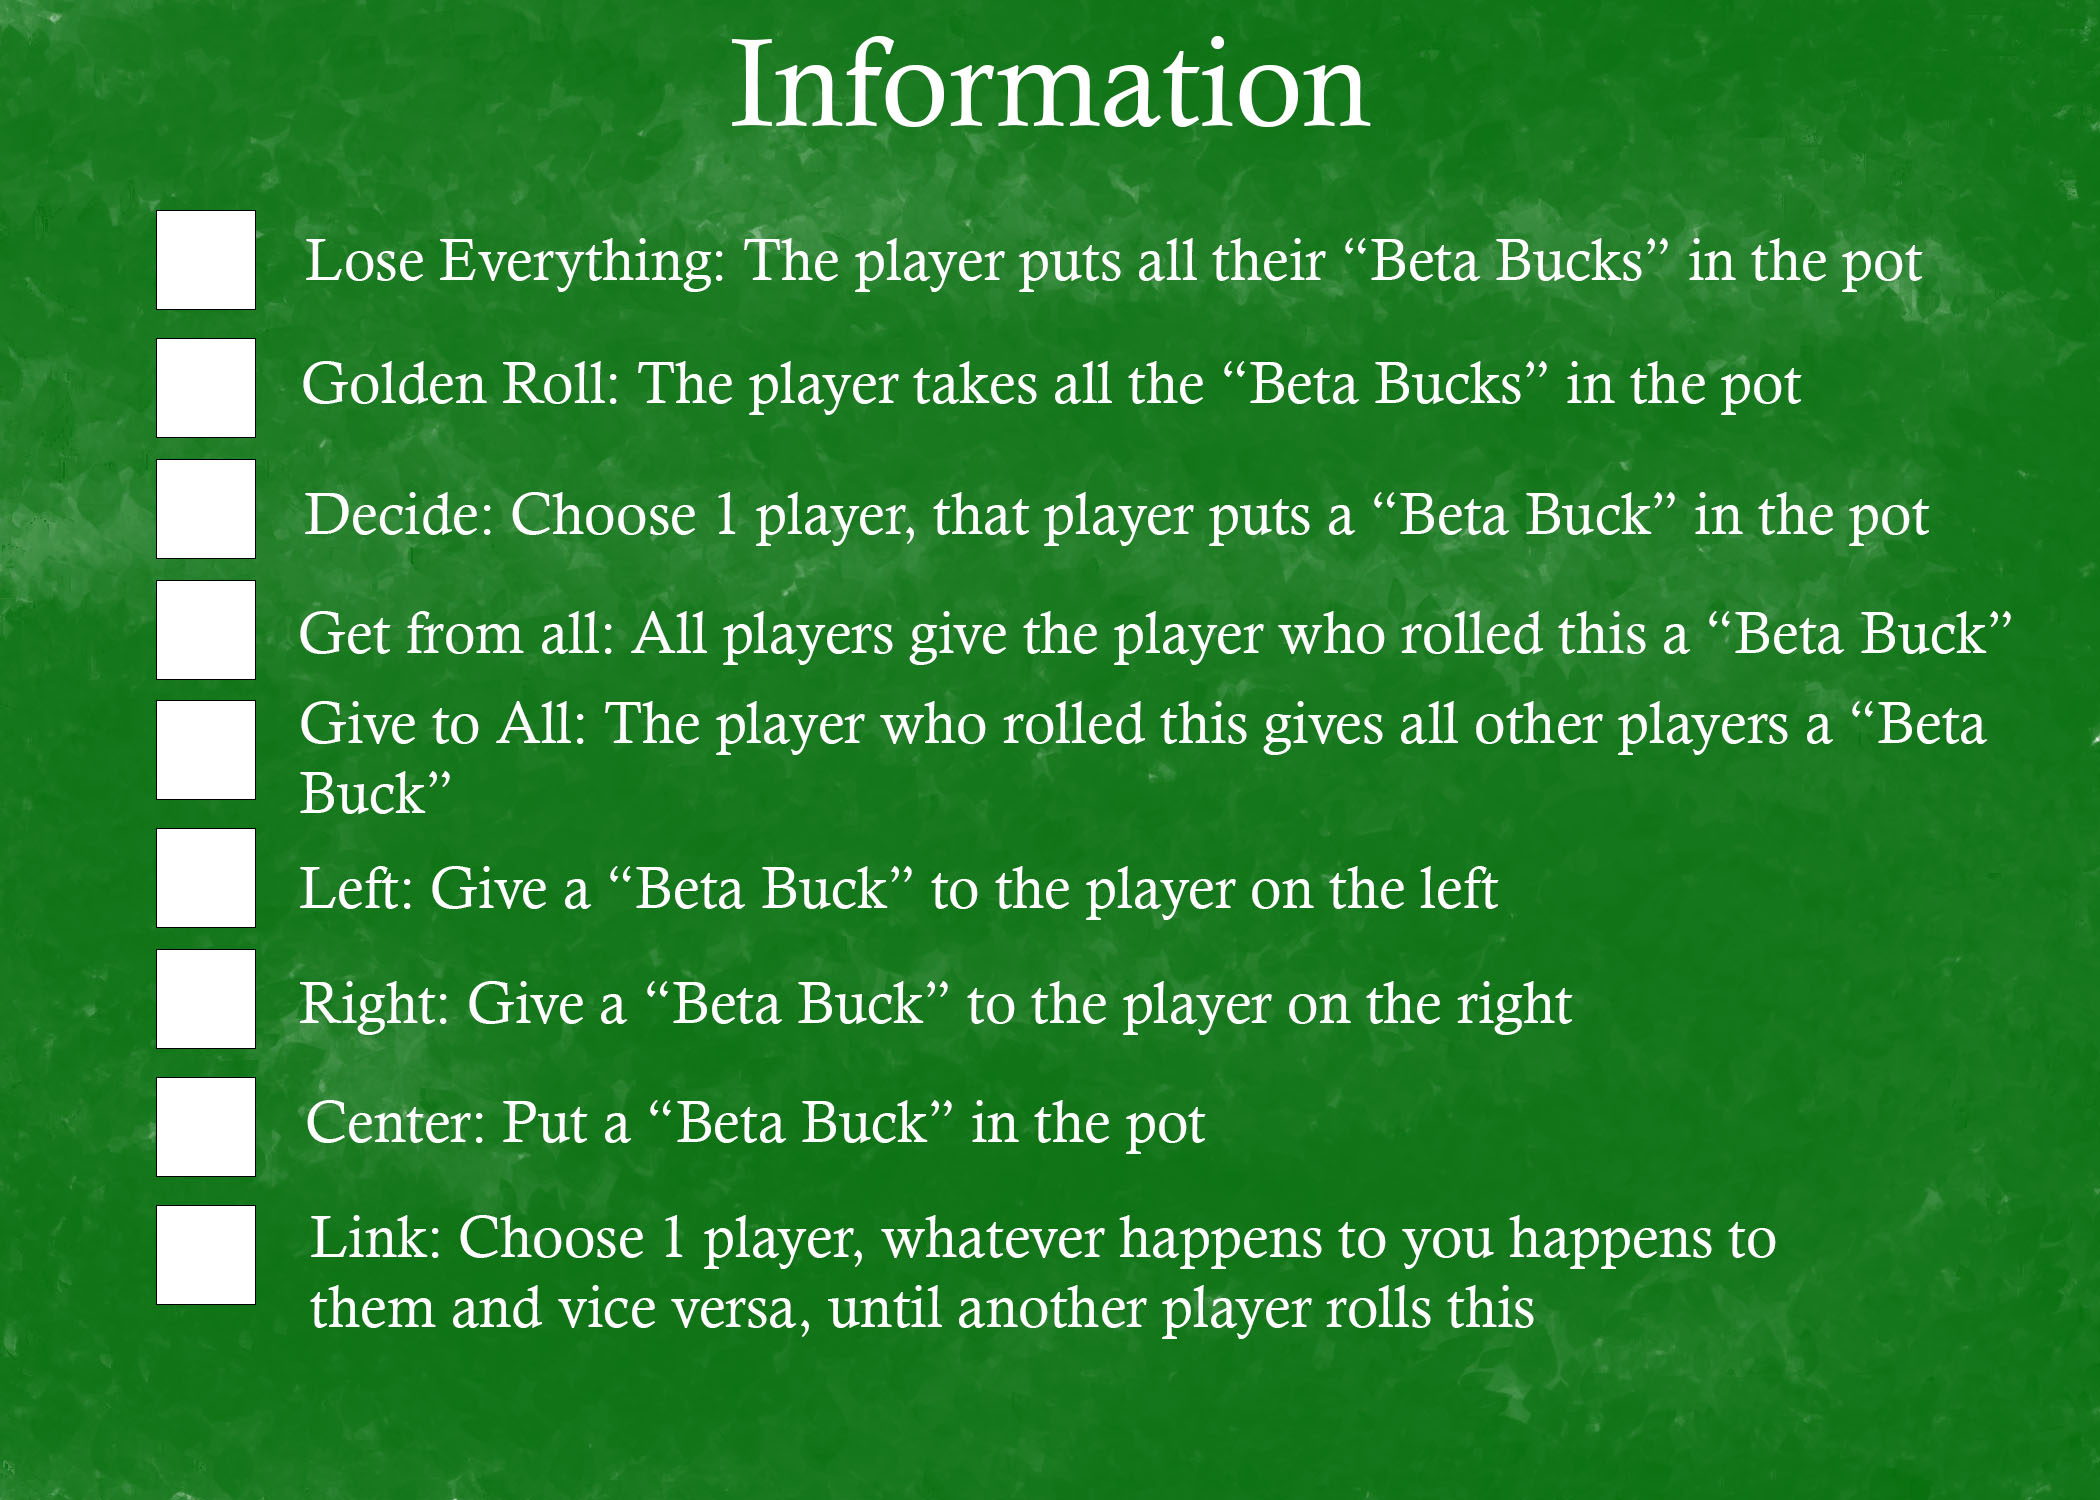 Information
Lose Everything: The player puts all their “Beta Bucks” in the pot
Golden Roll: The player takes all the “Beta Bucks” in the pot
Decide: Choose 1 player, that player puts a “Beta Buck” in the pot
Get from all: All players give the player who rolled this a “Beta Buck”
Give to All: The player who rolled this gives all other players a “Beta
Buck”
Left: Give a “Beta Buck” to the player on the left
Right: Give a “Beta Buck” to the player on the right
Center: Put a “Beta Buck” in the pot
Link: Choose 1 player, whatever happens to you happens to
them and vice versa, until another player rolls this